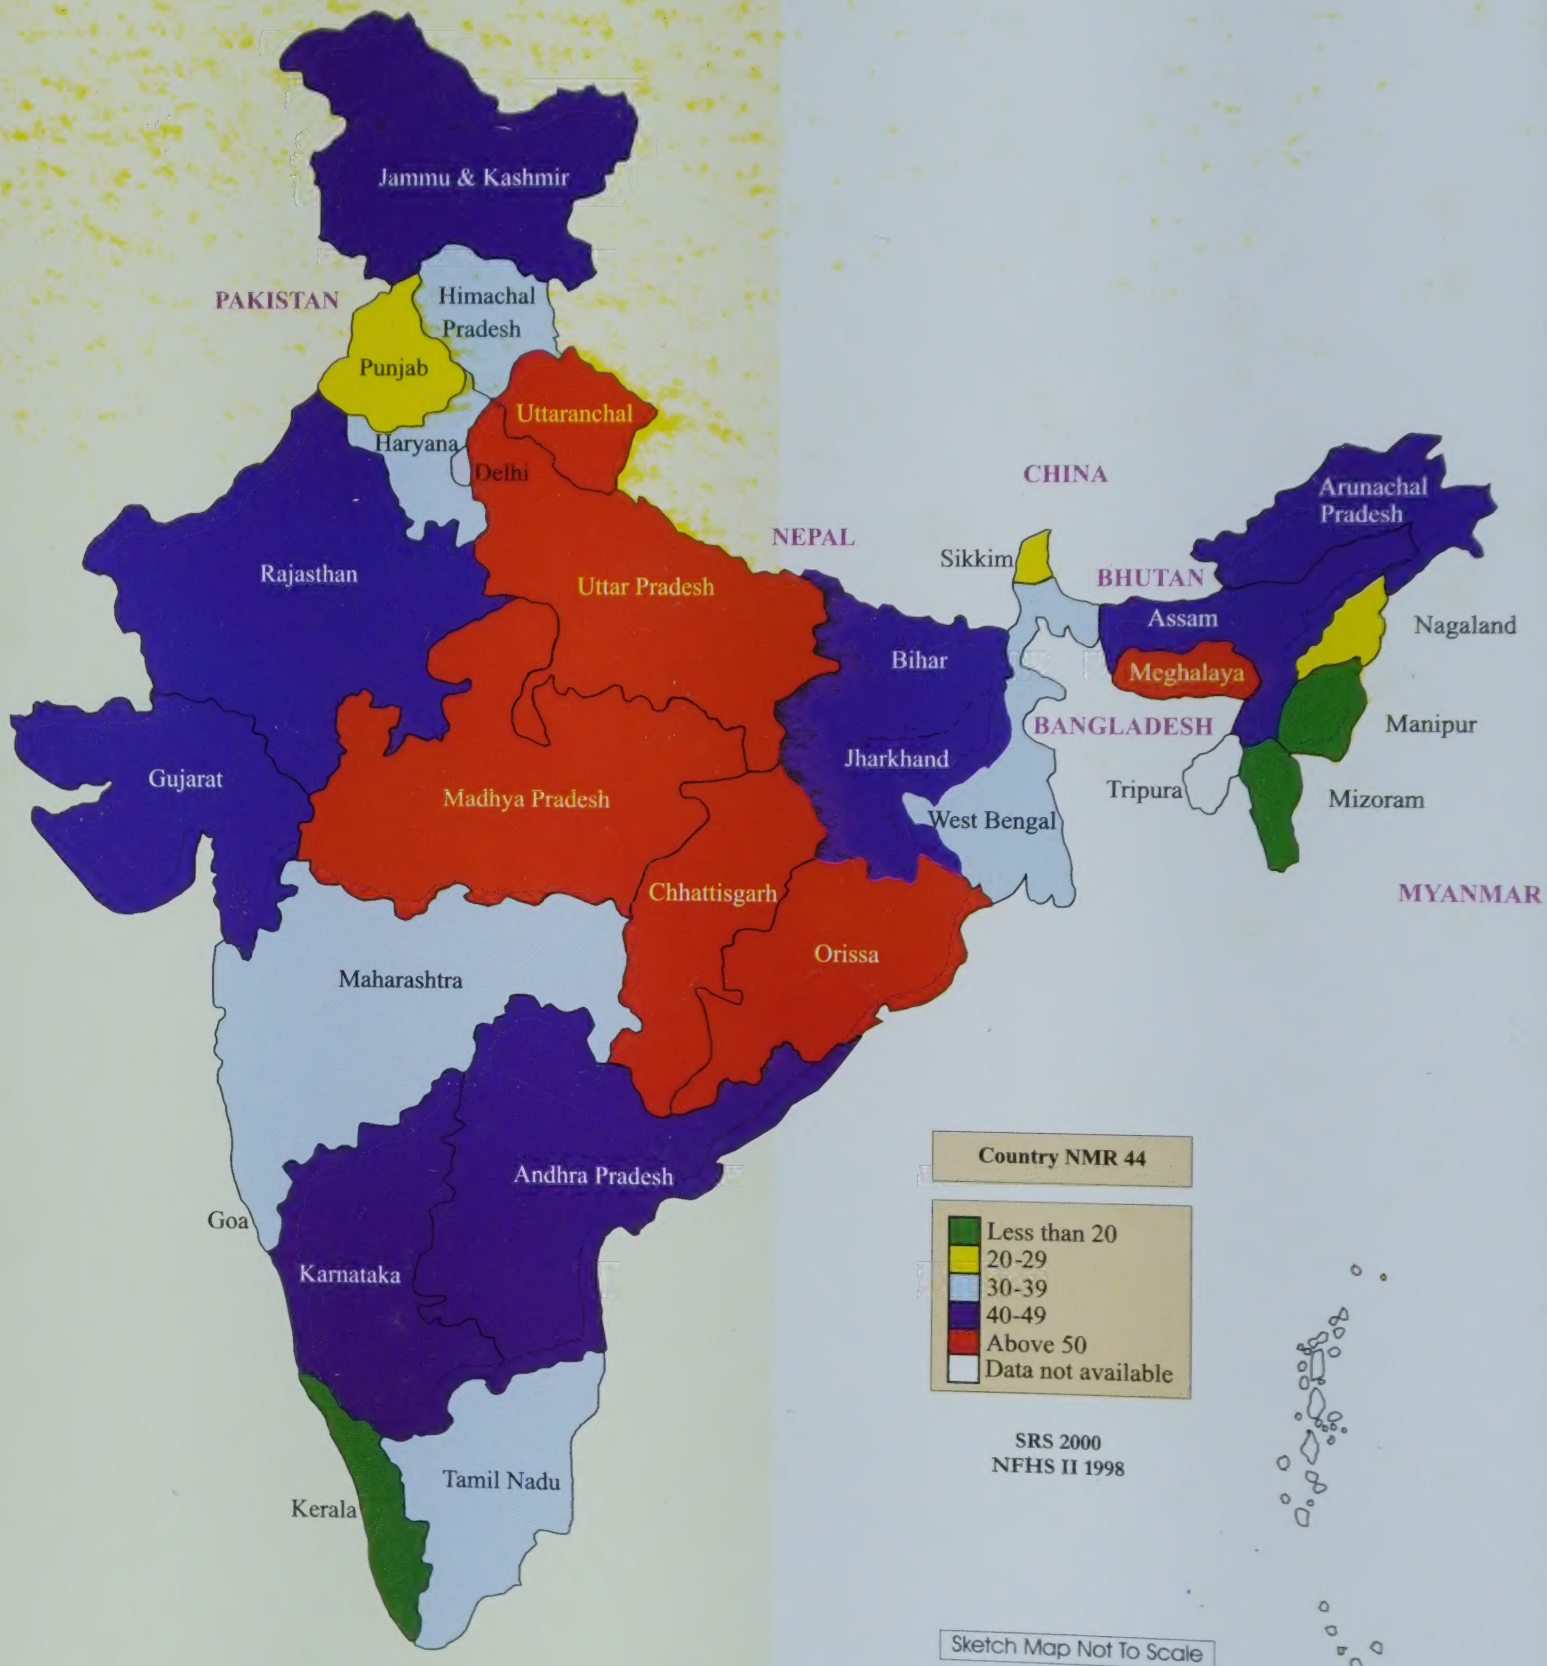 Jammu & Kashmir
PAKISTAN
Himachal
Pradesh
Punjab
Uttaranchal
Haryana
Delhi
CHINA
Arunachal
Pradesh
NEPAL
Sikkim
BHUTAN
Rajasthan
Uttar Pradesh
Assam
Nagaland
Bihar
Meghalaya
BANGLADESH
Manipur
Gujarat
Jharkhand
Tripura
Madhya Pradesh
Mizoram
West Bengal
Chhattisgarh
MYANMAR
Orissa
Maharashtra
Country NMR 44
Andhra Pradesh
Goa
Karnataka
Less than 20
20-29
30-39
40-49
Above 50
Data not available
SRS 2000
NFHS II 1998
Tamil Nadu
Kerala
Sketch Map Not To Scale